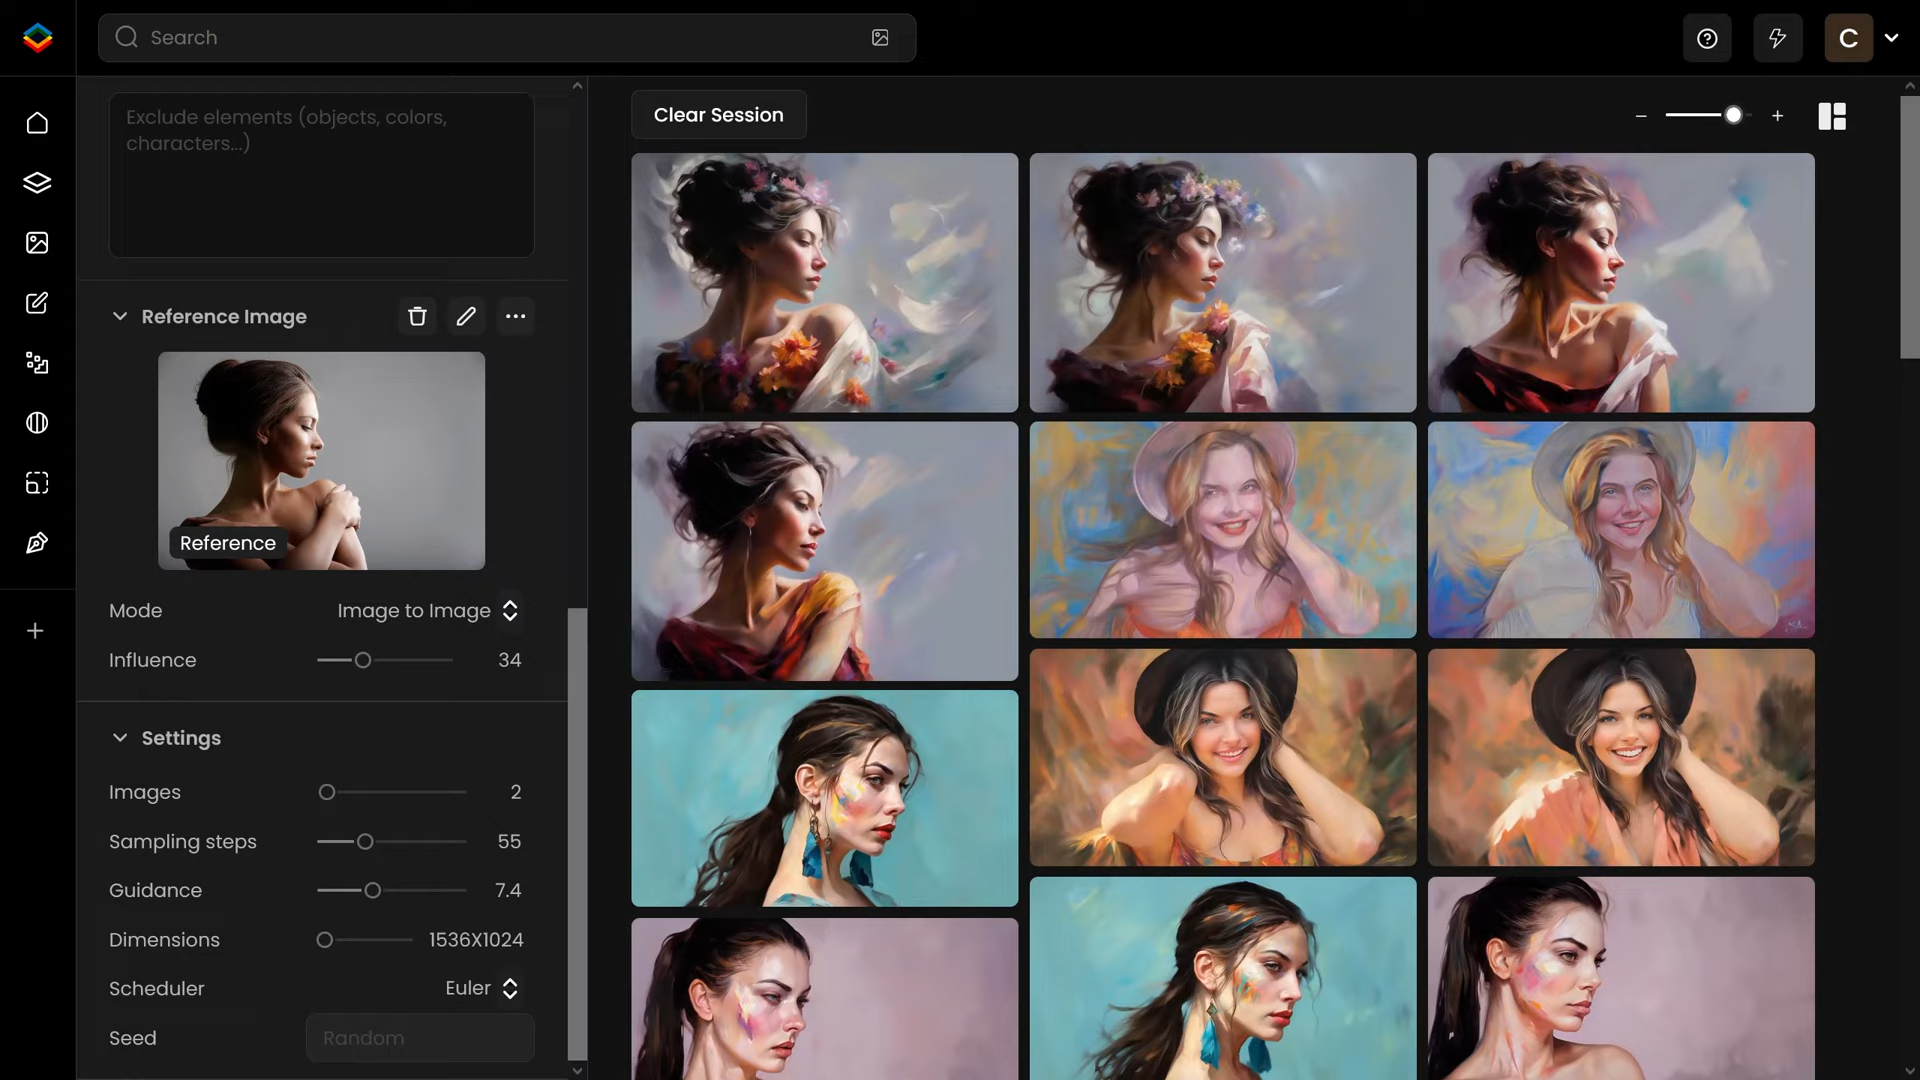 Search
C
Exclude elements (objects, colors,
characters...)
Clear Session
Reference Image
Reference
Mode
Image to Image
Influence
34
Settings
Images
2
Sampling steps
55
Guidance
7.4
Dimensions
1536X1024
Scheduler
Euler
Seed
Random